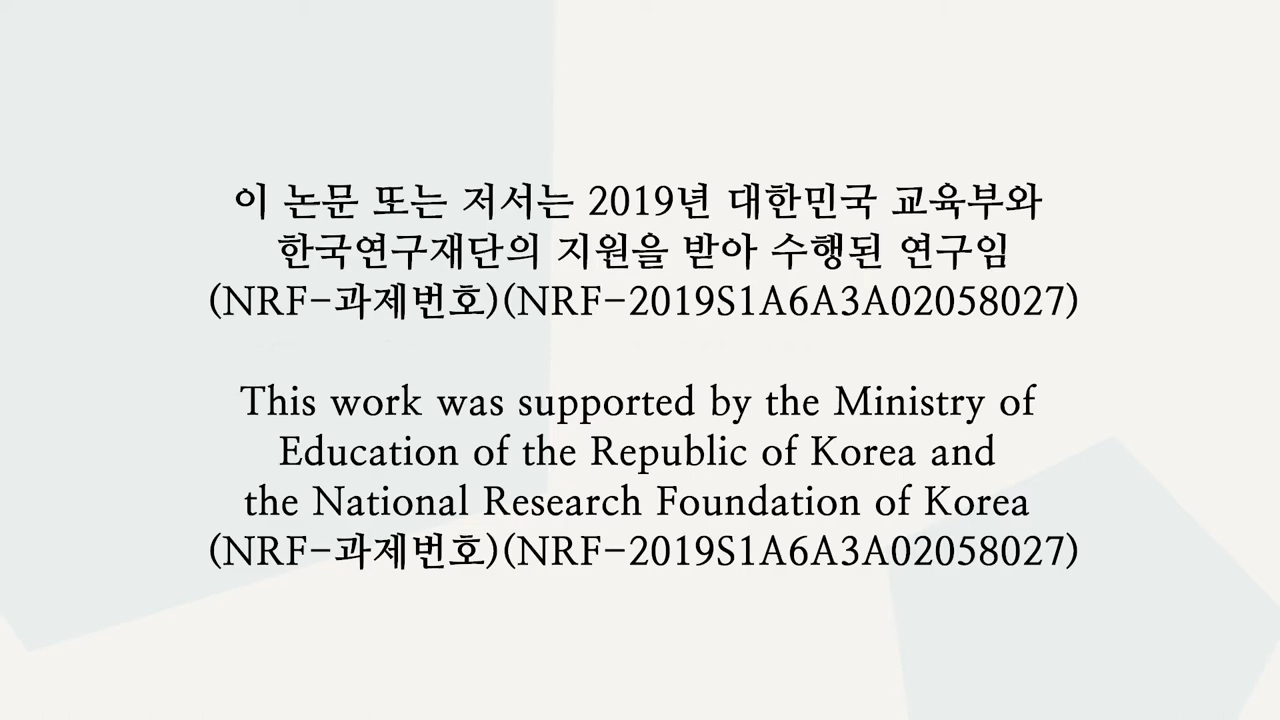 이 논문 또는 저서는 2019년 대한민국 교육부와
한국연구재단의 지원을 받아 수행된 연구임
(NRF-과제번호)(NRF-2019S1A6A3A02058027)
This work was supported by the Ministry of
Education of the Republic of Korea and
the National Research Foundation of Korea
(NRF-과제번호)(NRF-2019S1A6A3A02058027)